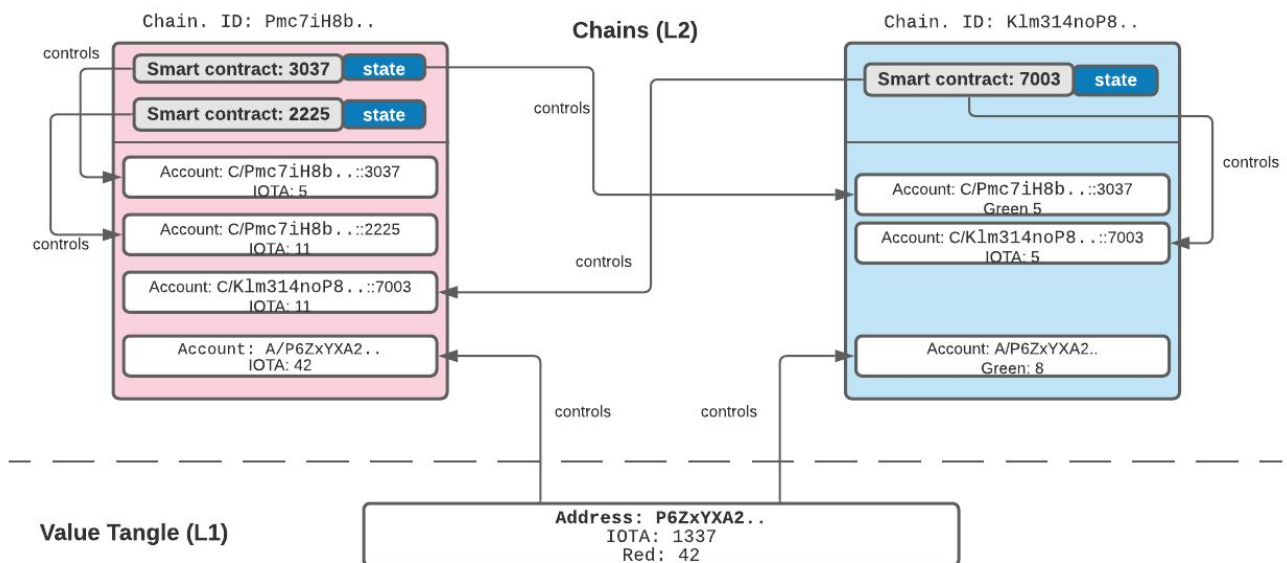 Chain. ID: Pmc7iH8b..
Chains (L2)
Chain. ID: Klm314noP8..
controls
Smart contract: 3037 state
Smart contract: 2225 state
Smart contract: 7003 state
controls
controls
Account: C/Pmc7iH8b..::3037
IOTA: 5
Account: C/Pmc7iH8b..::3037
Green 5
controls
Account: C/Pmc7iH8b..::2225
IOTA: 11
Account: C/Klm314noP8..::7003
IOTA: 5
controls
Account: C/Klm314noP8..::7003
IOTA: 11
Account: A/P6ZxYXA2..
IOTA: 42
Account: A/P6ZxYXA2..
Green: 8
controls
controls
Value Tangle (L1)
Address: P6ZxYXA2..
IOTA: 1337
Red: 42